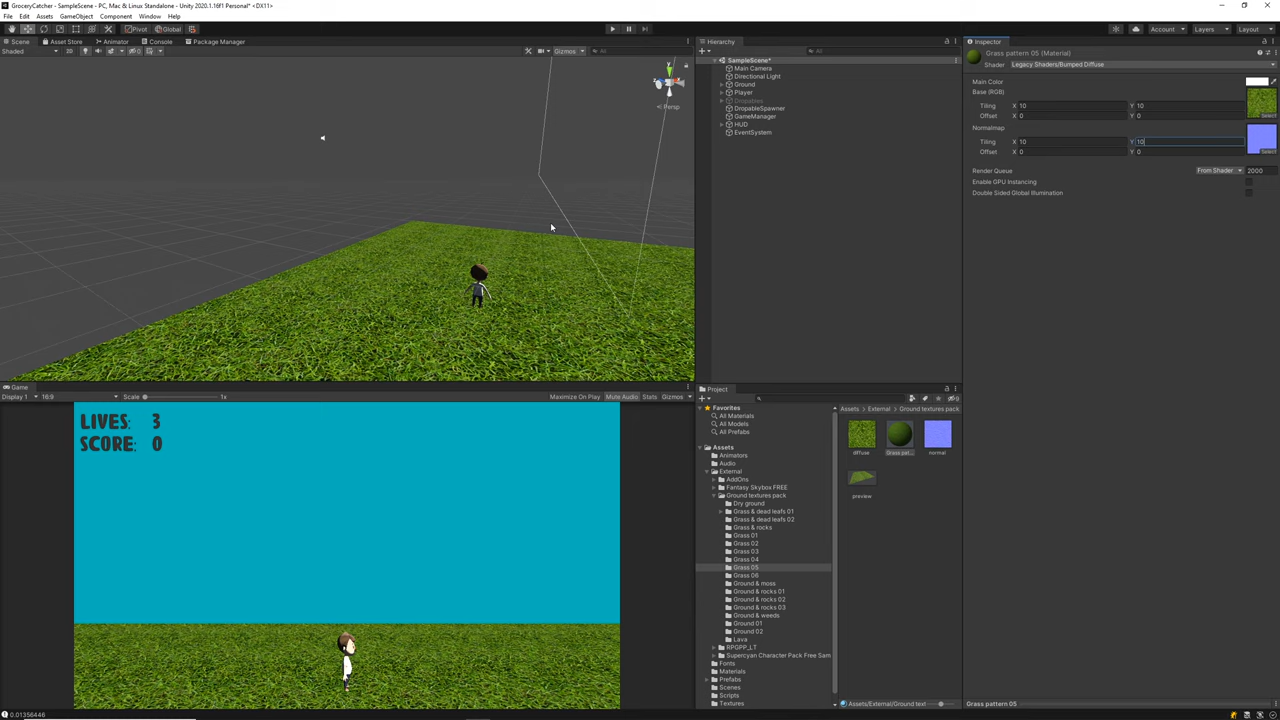 GroceryCatcher - SampleScene - PC, Mac & Linux Standalone - Unity 2020.1.16f1 Personal* <DX11>
File Edit Assets GameObject Component Window Help
Pivot Global Account Layers Layout
Scene Asset Store Animator Console Package Manager
Shaded 2D Gizmos All
Persp
Hierarchy
All
SampleScene*
Main Camera
Directional Light
Ground
Player
Dropables
DropableSpawner
GameManager
HUD
EventSystem
Inspector
Grass pattern 05 (Material)
Shader Legacy Shaders/Bumped Diffuse
Main Color
Base (RGB)
Tiling X 10 Y 10
Offset X 0 Y 0
Select
Normalmap
Tiling X 10 Y 10
Offset X 0 Y 0
Select
Render Queue From Shader 2000
Enable GPU Instancing
Double Sided Global Illumination
Game
Display 1 16:9 Scale 1x Maximize On Play Mute Audio Stats Gizmos
LIVES: 3
SCORE: 0
Project
Favorites
All Materials
All Models
All Prefabs
Assets
Animators
Audio
External
AddOns
Fantasy Skybox FREE
Ground textures pack
Dry ground
Grass & dead leafs 01
Grass & dead leafs 02
Grass & rocks
Grass 01
Grass 02
Grass 03
Grass 04
Grass 05
Grass 06
Ground & moss
Ground & rocks 01
Ground & rocks 02
Ground & rocks 03
Ground & weeds
Ground 01
Ground 02
Lava
RPGPP_LT
Supercyan Character Pack Free Sam
Fonts
Materials
Prefabs
Scenes
Scripts
Textures
Assets > External > Ground textures pack
diffuse Grass pat... normal
preview
Assets/External/Ground text
Grass pattern 05
0.01356446